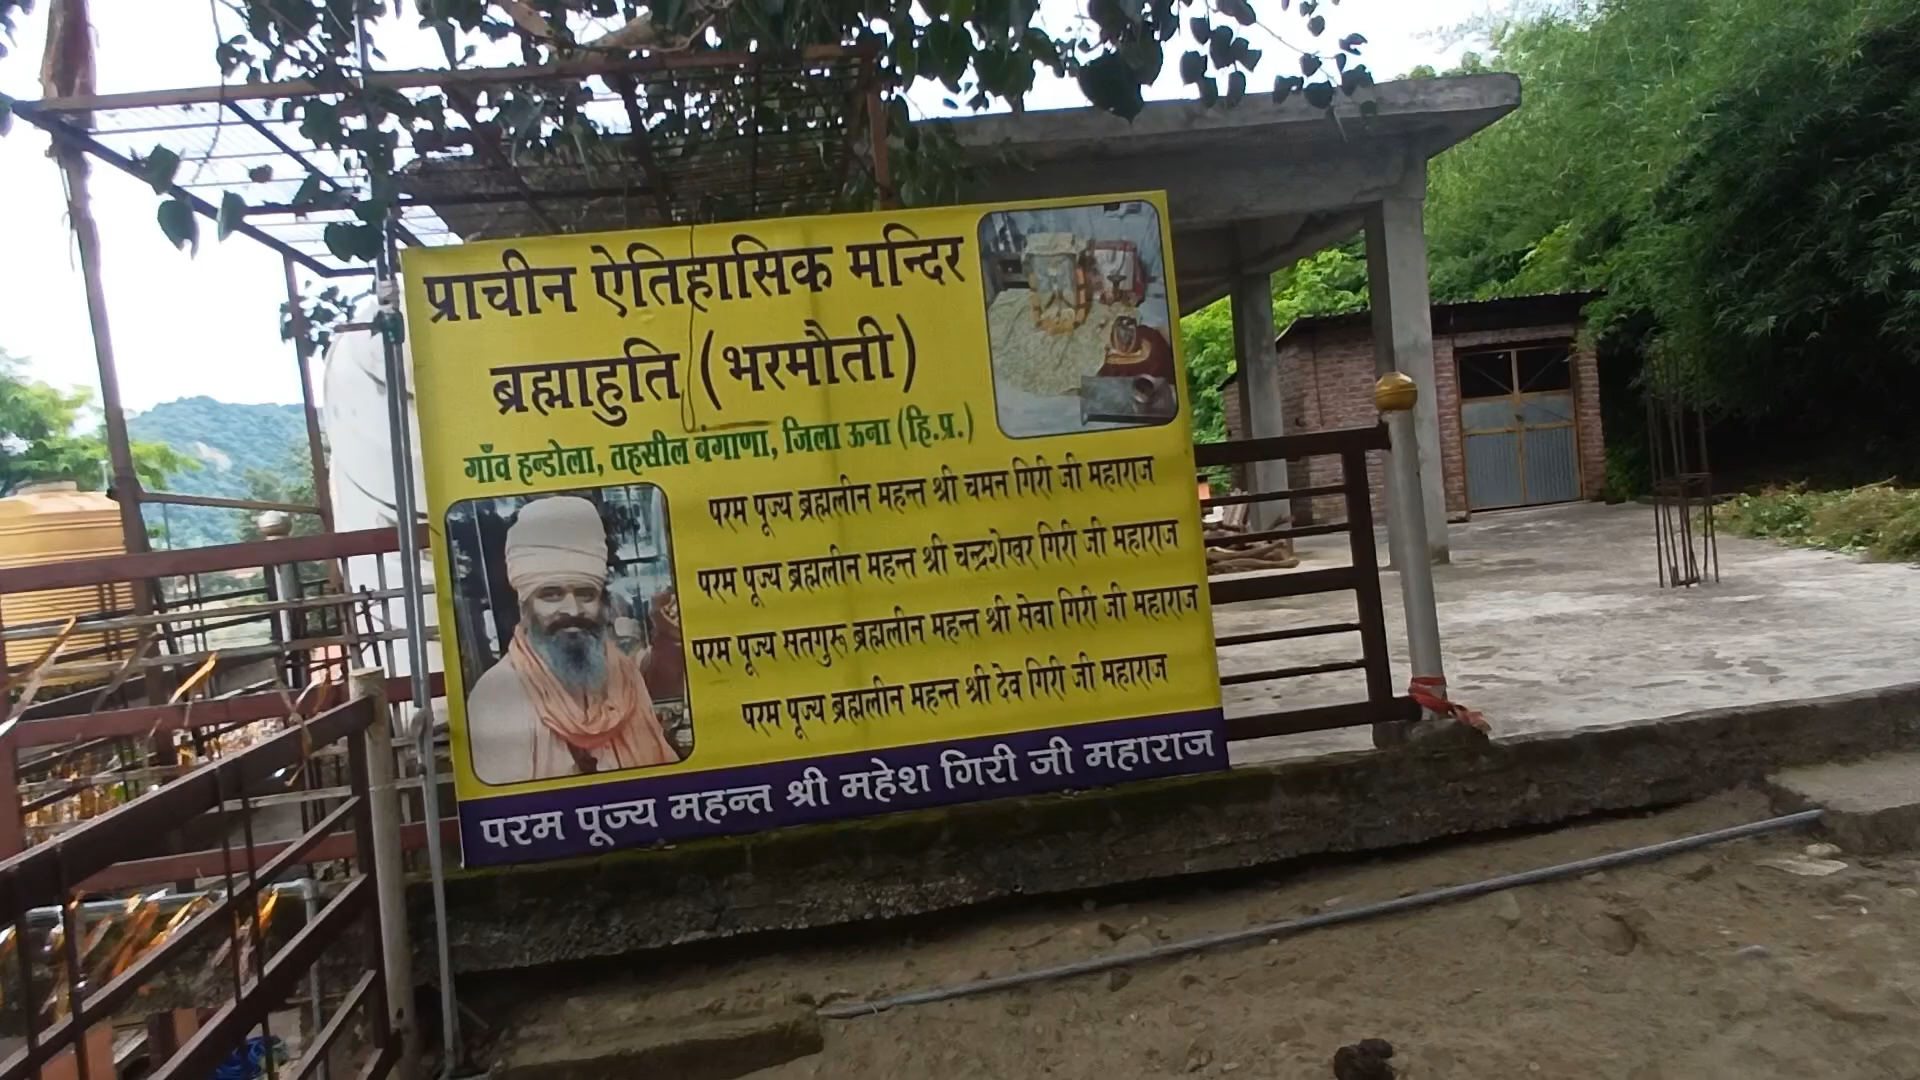 प्राचीन ऐतिहासिक मन्दिर
ब्रह्माहुति (भरमौती)
गाँव हन्डोला, तहसील बंगाणा, जिला ऊना (हि.प्र.)
परम पूज्य ब्रह्मलीन महन्त श्री चमन गिरी जी महाराज
परम पूज्य ब्रह्मलीन महन्त श्री चन्द्रशेखर गिरी जी महाराज
परम पूज्य सतगुरू ब्रह्मलीन महन्त श्री सेवा गिरी जी महाराज
परम पूज्य ब्रह्मलीन महन्त श्री देव गिरी जी महाराज
परम पूज्य महन्त श्री महेश गिरी जी महाराज